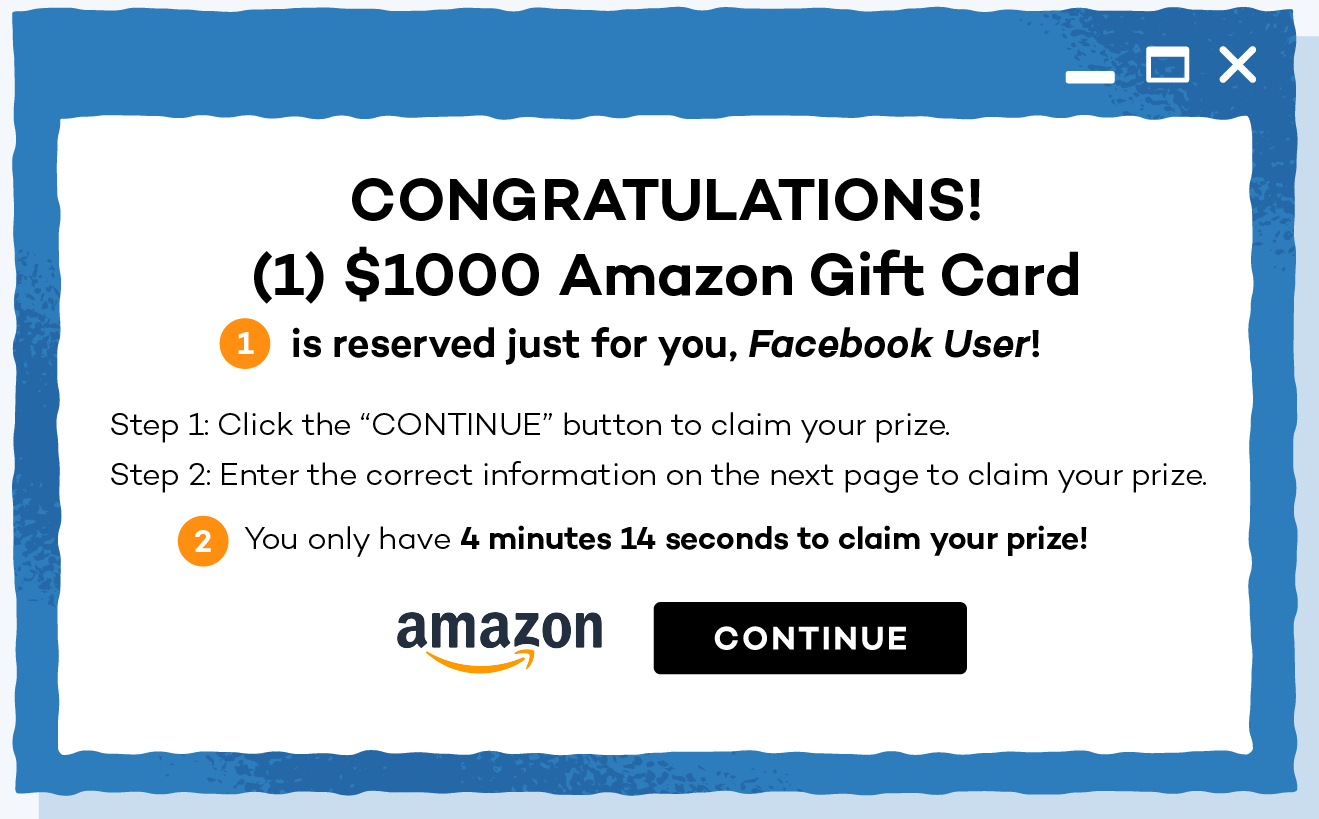 CONGRATULATIONS!
(1) $1000 Amazon Gift Card
1 is reserved just for you, Facebook User!
Step 1: Click the “CONTINUE” button to claim your prize.
Step 2: Enter the correct information on the next page to claim your prize.
2 You only have 4 minutes 14 seconds to claim your prize!
amazon CONTINUE